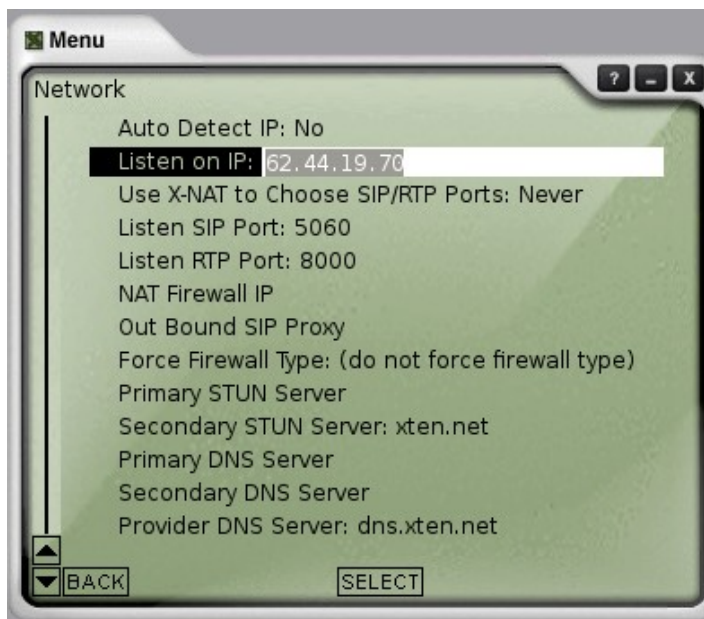 Menu
? - X
Network
Auto Detect IP: No
Listen on IP: 62.44.19.70
Use X-NAT to Choose SIP/RTP Ports: Never
Listen SIP Port: 5060
Listen RTP Port: 8000
NAT Firewall IP
Out Bound SIP Proxy
Force Firewall Type: (do not force firewall type)
Primary STUN Server
Secondary STUN Server: xten.net
Primary DNS Server
Secondary DNS Server
Provider DNS Server: dns.xten.net
BACK SELECT